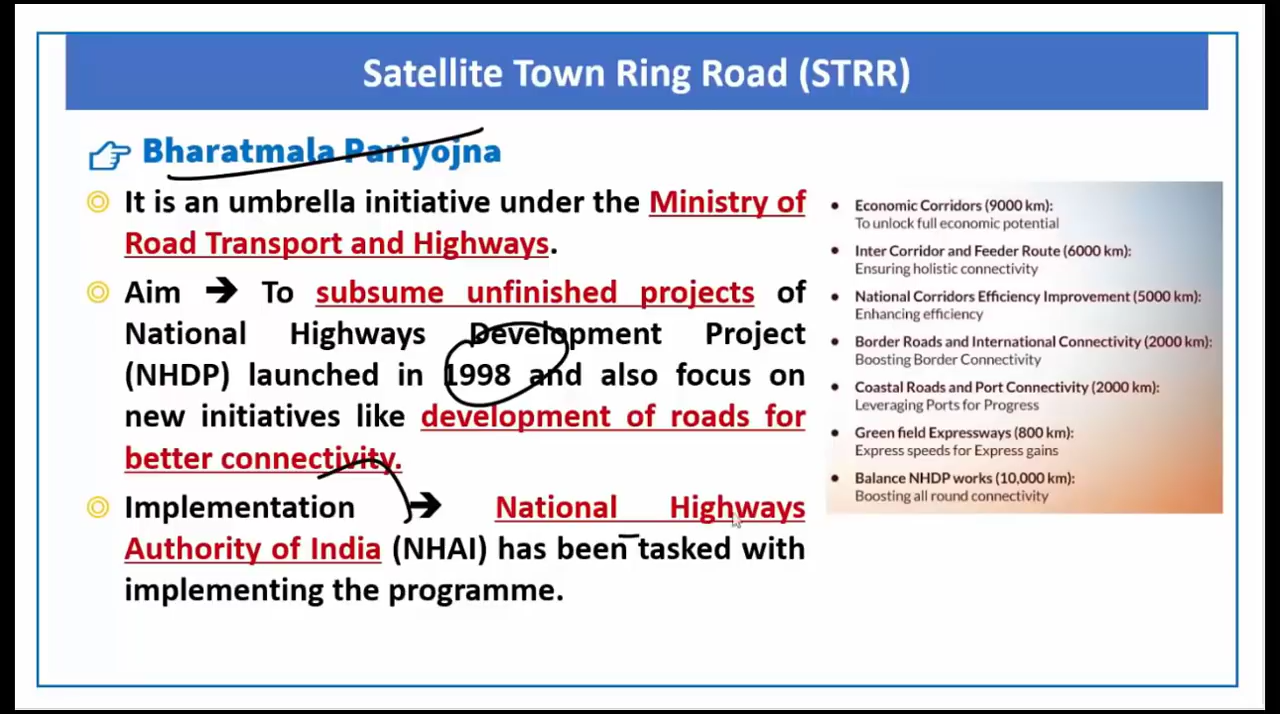 Satellite Town Ring Road (STRR)
Bharatmala Pariyojna
It is an umbrella initiative under the Ministry of
Road Transport and Highways.
Aim ➔ To subsume unfinished projects of
National Highways Development Project
(NHDP) launched in 1998 and also focus on
new initiatives like development of roads for
better connectivity.
Implementation ➔ National Highways
Authority of India (NHAI) has been tasked with
implementing the programme.
Economic Corridors (9000 km):
To unlock full economic potential
Inter Corridor and Feeder Route (6000 km):
Ensuring holistic connectivity
National Corridors Efficiency Improvement (5000 km):
Enhancing efficiency
Border Roads and International Connectivity (2000 km):
Boosting Border Connectivity
Coastal Roads and Port Connectivity (2000 km):
Leveraging Ports for Progress
Green field Expressways (800 km):
Express speeds for Express gains
Balance NHDP works (10,000 km):
Boosting all round connectivity